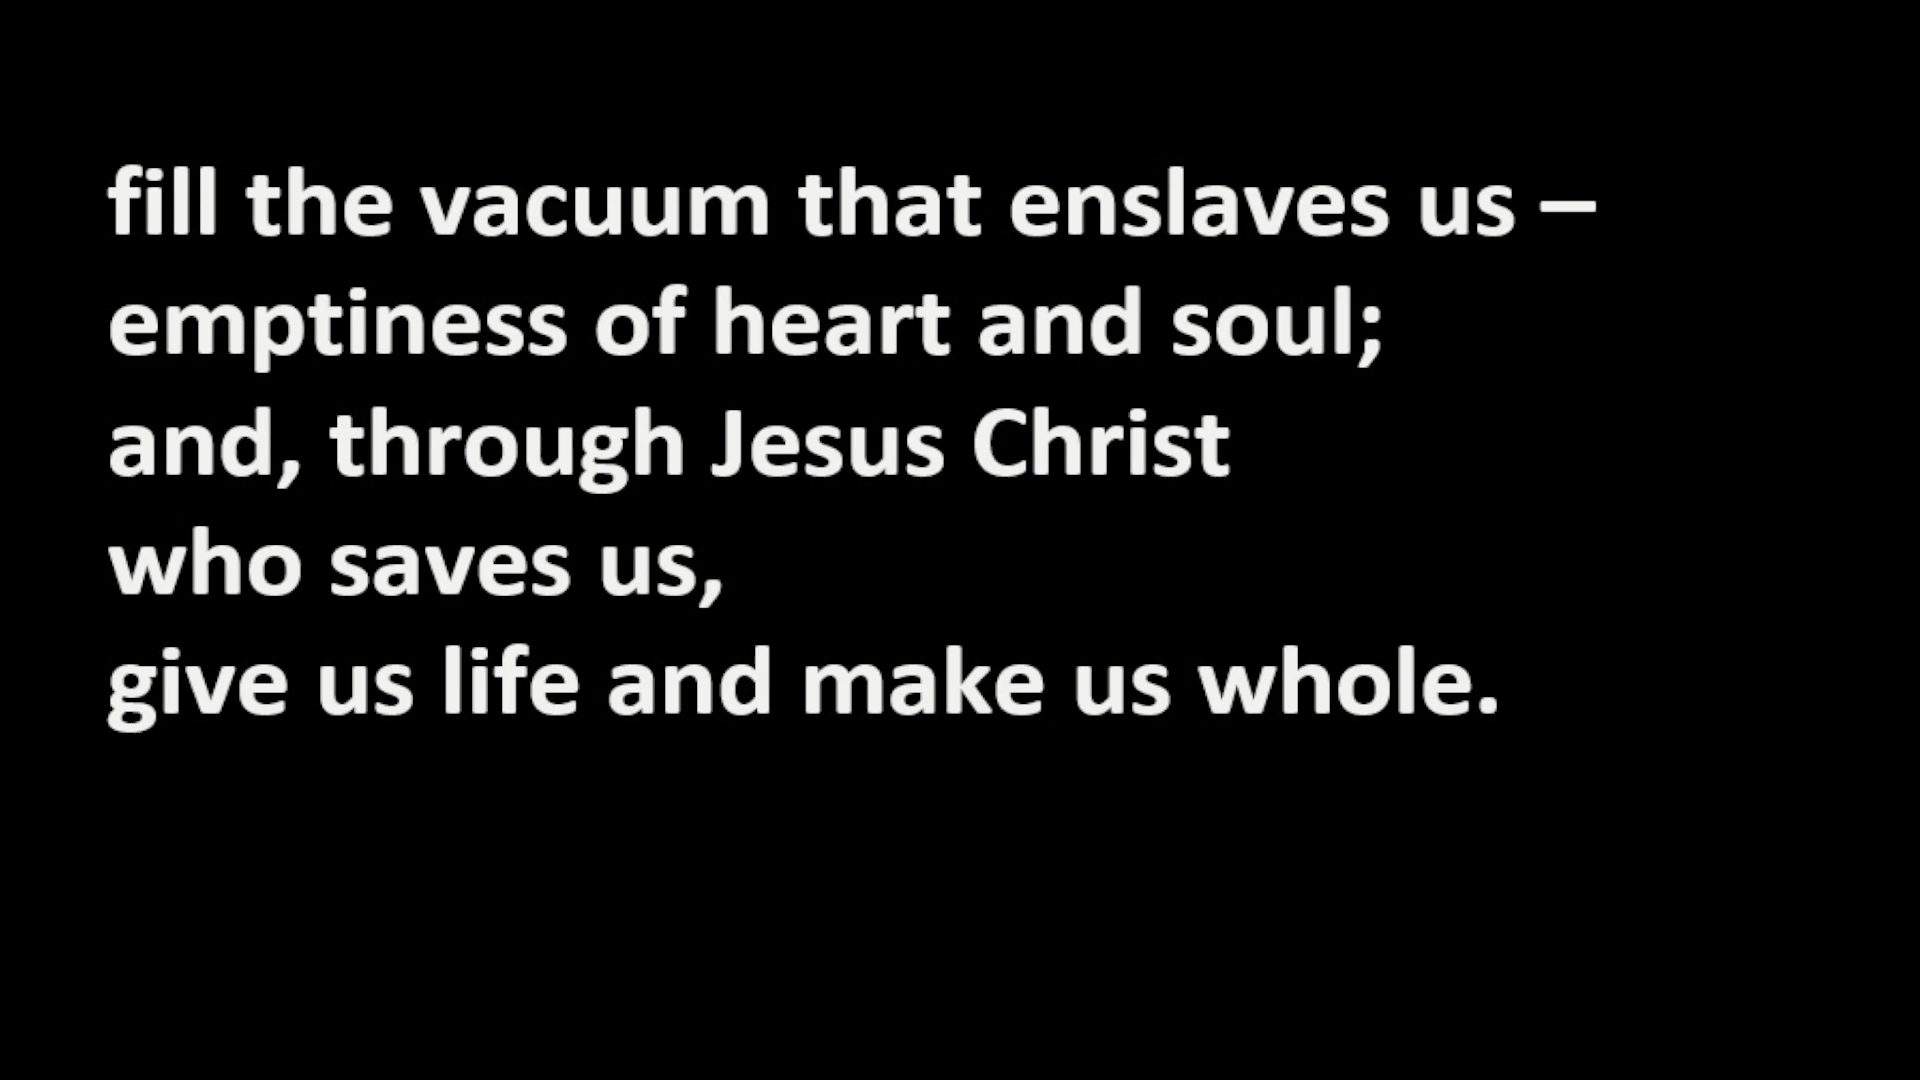 fill the vacuum that enslaves us –
emptiness of heart and soul;
and, through Jesus Christ
who saves us,
give us life and make us whole.